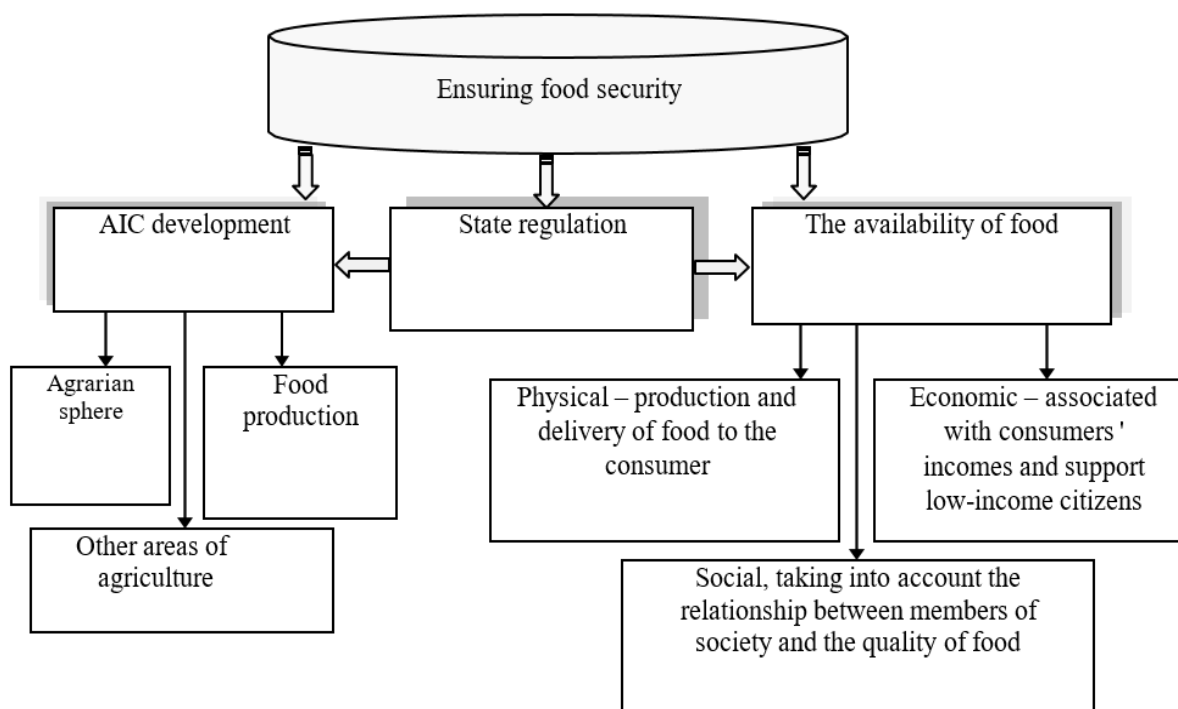 Ensuring food security
AIC development
State regulation
The availability of food
Agrarian
sphere
Food
production
Physical – production and
delivery of food to the
consumer
Economic – associated
with consumers '
incomes and support
low-income citizens
Other areas of
agriculture
Social, taking into account the
relationship between members of
society and the quality of food